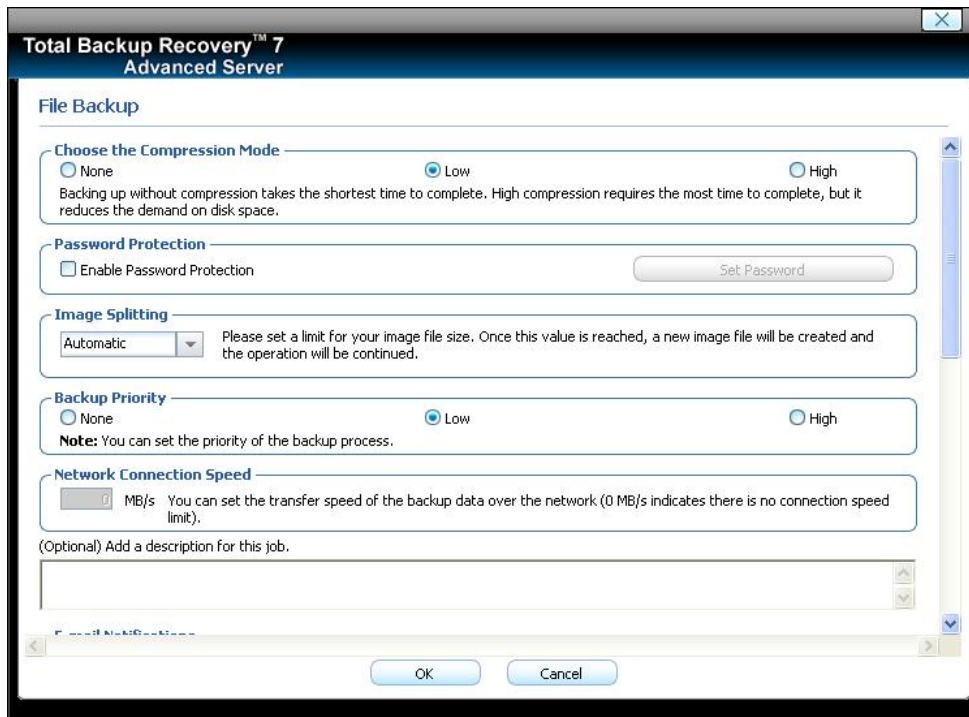 Total Backup Recovery™ 7
Advanced Server
File Backup
Choose the Compression Mode
None
Low
High
Backing up without compression takes the shortest time to complete. High compression requires the most time to complete, but it
reduces the demand on disk space.
Password Protection
Enable Password Protection
Set Password
Image Splitting
Automatic
Please set a limit for your image file size. Once this value is reached, a new image file will be created and
the operation will be continued.
Backup Priority
None
Low
High
Note: You can set the priority of the backup process.
Network Connection Speed
0 MB/s You can set the transfer speed of the backup data over the network (0 MB/s indicates there is no connection speed
limit).
(Optional) Add a description for this job.
E-mail Notifications
OK
Cancel